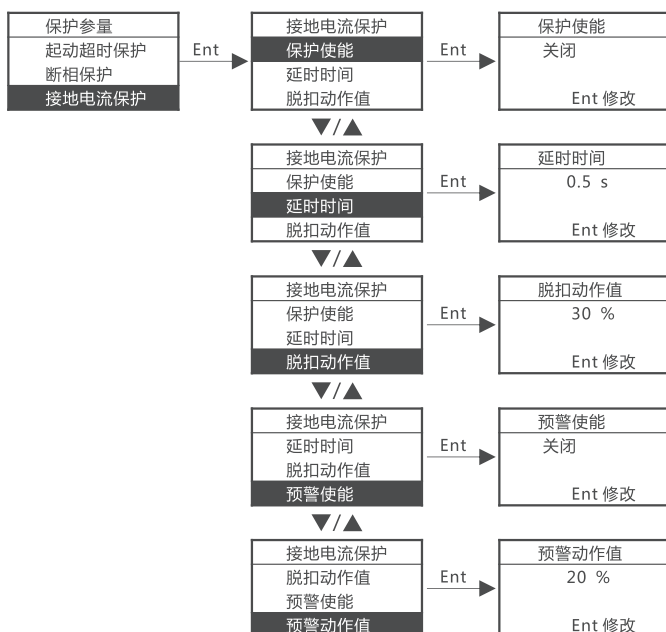 保护参量
起动超时保护
断相保护
接地电流保护
Ent
接地电流保护
保护使能
延时时间
脱扣动作值
Ent
保护使能
关闭
Ent 修改
▼/▲
接地电流保护
保护使能
延时时间
脱扣动作值
Ent
延时时间
0.5 s
Ent 修改
▼/▲
接地电流保护
保护使能
延时时间
脱扣动作值
Ent
脱扣动作值
30 %
Ent 修改
▼/▲
接地电流保护
延时时间
脱扣动作值
预警使能
Ent
预警使能
关闭
Ent 修改
▼/▲
接地电流保护
脱扣动作值
预警使能
预警动作值
Ent
预警动作值
20 %
Ent 修改